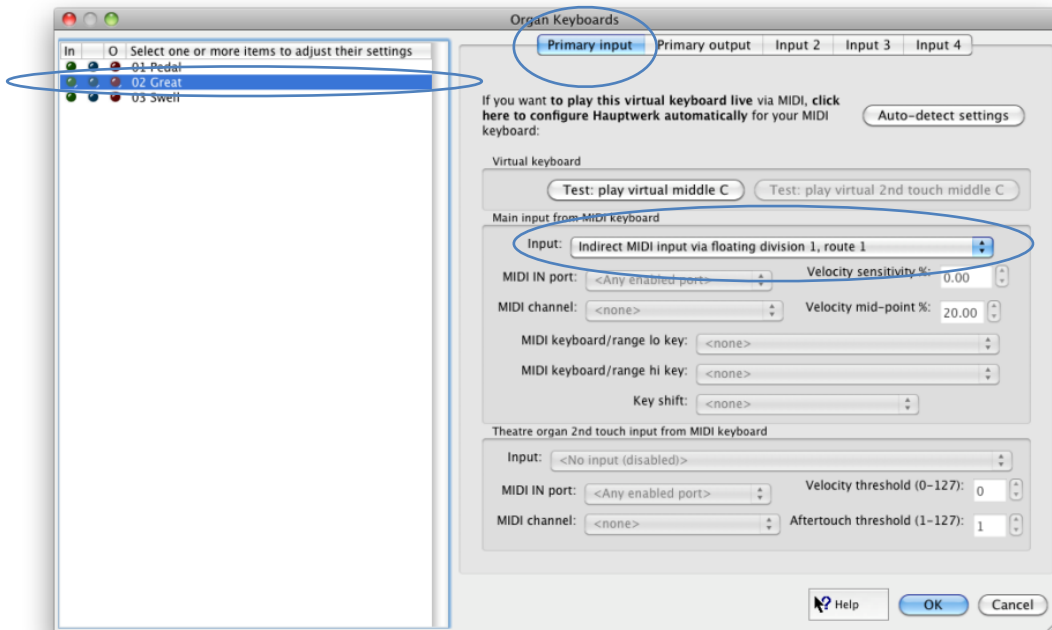 Organ Keyboards
In O Select one or more items to adjust their settings
01 Pedal
02 Great
03 Swell
Primary input Primary output Input 2 Input 3 Input 4
If you want to play this virtual keyboard live via MIDI, click
here to configure Hauptwerk automatically for your MIDI
keyboard:
Auto-detect settings
Virtual keyboard
Test: play virtual middle C Test: play virtual 2nd touch middle C
Main input from MIDI keyboard
Input: Indirect MIDI input via floating division 1, route 1
MIDI IN port: <Any enabled port> Velocity sensitivity %: 0.00
MIDI channel: <none> Velocity mid-point %: 20.00
MIDI keyboard/range lo key: <none>
MIDI keyboard/range hi key: <none>
Key shift: <none>
Theatre organ 2nd touch input from MIDI keyboard
Input: <No input (disabled)>
MIDI IN port: <Any enabled port> Velocity threshold (0-127): 0
MIDI channel: <none> Aftertouch threshold (1-127): 1
Help OK Cancel